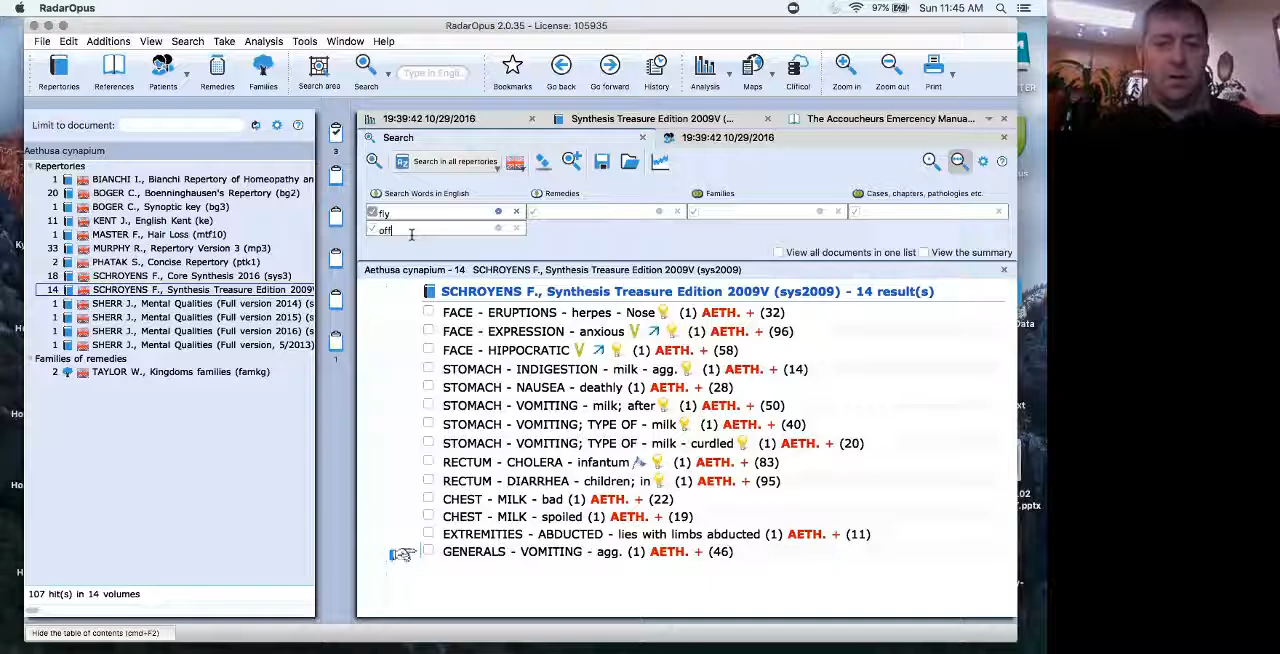 RadarOpus 97% Sun 11:45 AM
RadarOpus 2.0.35 - License: 105935
File Edit Additions View Search Take Analysis Tools Window Help
Type in Engli...
Repertories References Patients Remedies Families Search area Search Bookmarks Go back Go forward History Analysis Maps Clificol Zoom in Zoom out Print
Limit to document:
19:39:42 10/29/2016 Synthesis Treasure Edition 2009V (... The Accoucheurs Emercency Manua...
Search 19:39:42 10/29/2016
Aethusa cynapium
3
Search in all repertories
Repertories
1 BIANCHI I., Bianchi Repertory of Homeopathy an
20 BOGER C., Boenninghausen's Repertory (bg2)
1 BOGER C., Synoptic key (bg3)
11 KENT J., English Kent (ke)
1 MASTER F., Hair Loss (mtf10)
33 MURPHY R., Repertory Version 3 (mp3)
2 PHATAK S., Concise Repertory (ptk1)
18 SCHROYENS F., Core Synthesis 2016 (sys3)
14 SCHROYENS F., Synthesis Treasure Edition 2009
1 SHERR J., Mental Qualities (Full version 2014) (s
1 SHERR J., Mental Qualities (Full version 2015) (s
1 SHERR J., Mental Qualities (Full version 2016) (s
1 SHERR J., Mental Qualities (Full version, 5/2013)
Families of remedies
2 TAYLOR W., Kingdoms families (famkg)
1
Search Words in English Remedies Families Cases, chapters, pathologies etc.
fly
off
View all documents in one list View the summary
Aethusa cynapium - 14 SCHROYENS F., Synthesis Treasure Edition 2009V (sys2009)
SCHROYENS F., Synthesis Treasure Edition 2009V (sys2009) - 14 result(s)
FACE - ERUPTIONS - herpes - Nose (1) AETH. + (32)
FACE - EXPRESSION - anxious V (1) AETH. + (96)
FACE - HIPPOCRATIC V (1) AETH. + (58)
STOMACH - INDIGESTION - milk - agg. (1) AETH. + (14)
STOMACH - NAUSEA - deathly (1) AETH. + (28)
STOMACH - VOMITING - milk; after (1) AETH. + (50)
STOMACH - VOMITING; TYPE OF - milk (1) AETH. + (40)
STOMACH - VOMITING; TYPE OF - milk - curdled (1) AETH. + (20)
RECTUM - CHOLERA - infantum (1) AETH. + (83)
RECTUM - DIARRHEA - children; in (1) AETH. + (95)
CHEST - MILK - bad (1) AETH. + (22)
CHEST - MILK - spoiled (1) AETH. + (19)
EXTREMITIES - ABDUCTED - lies with limbs abducted (1) AETH. + (11)
GENERALS - VOMITING - agg. (1) AETH. + (46)
107 hit(s) in 14 volumes
Hide the table of contents (cmd+F2)